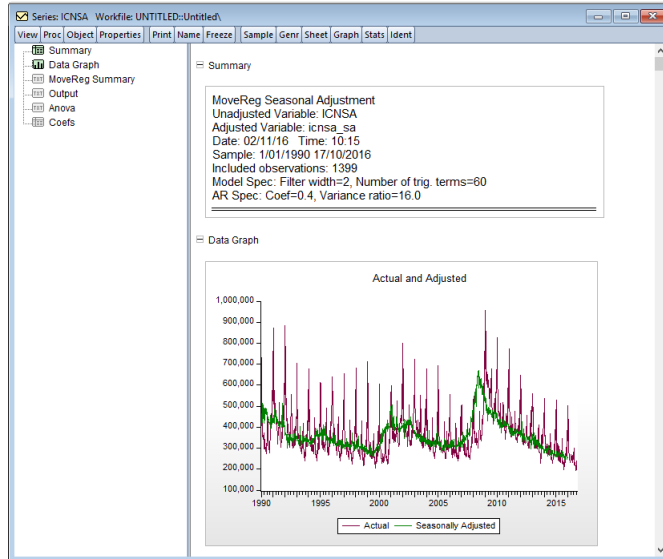 Series: ICNSA Workfile: UNTITLED::Untitled\
View Proc Object Properties Print Name Freeze Sample Genr Sheet Graph Stats Ident
Summary
Data Graph
MoveReg Summary
Output
Anova
Coefs
Summary
MoveReg Seasonal Adjustment
Unadjusted Variable: ICNSA
Adjusted Variable: icnsa_sa
Date: 02/11/16 Time: 10:15
Sample: 1/01/1990 17/10/2016
Included observations: 1399
Model Spec: Filter width=2, Number of trig. terms=60
AR Spec: Coef=0.4, Variance ratio=16.0
Data Graph
Actual and Adjusted
1,000,000
900,000
800,000
700,000
600,000
500,000
400,000
300,000
200,000
100,000
1990 1995 2000 2005 2010 2015
Actual Seasonally Adjusted